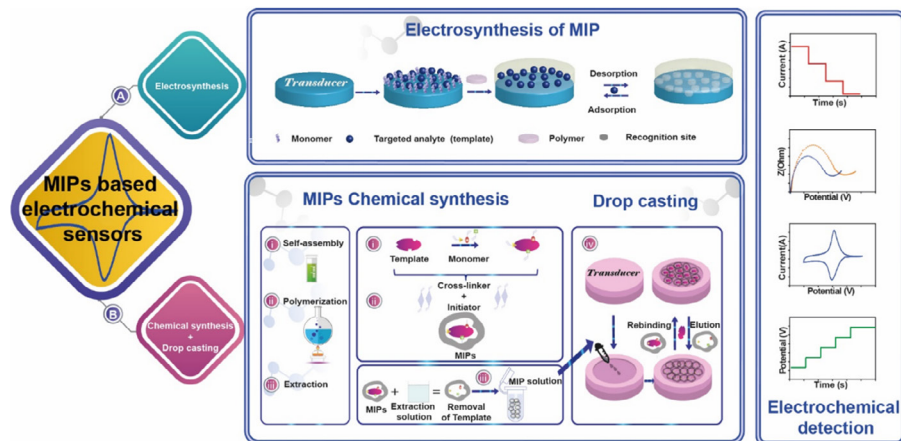 A
Electrosynthesis
MIPs based
electrochemical
sensors
B
Chemical synthesis
+
Drop casting
Electrosynthesis of MIP
Transducer
Desorption
Adsorption
Monomer
Targeted analyte (template)
Polymer
Recognition site
MIPs Chemical synthesis
i
Self-assembly
ii
Polymerization
iii
Extraction
i
Template
Monomer
ii
Cross-linker
+
Initiator
MIPs
iii
MIPs
+
Extraction
solution
=
Removal
of Template
MIP solution
Drop casting
iv
Transducer
Rebinding
Elution
Current (A)
Time (s)
Z(Ohm)
Potential (V)
Current(A)
Potential (V)
Potential (V)
Time (s)
Electrochemical
detection